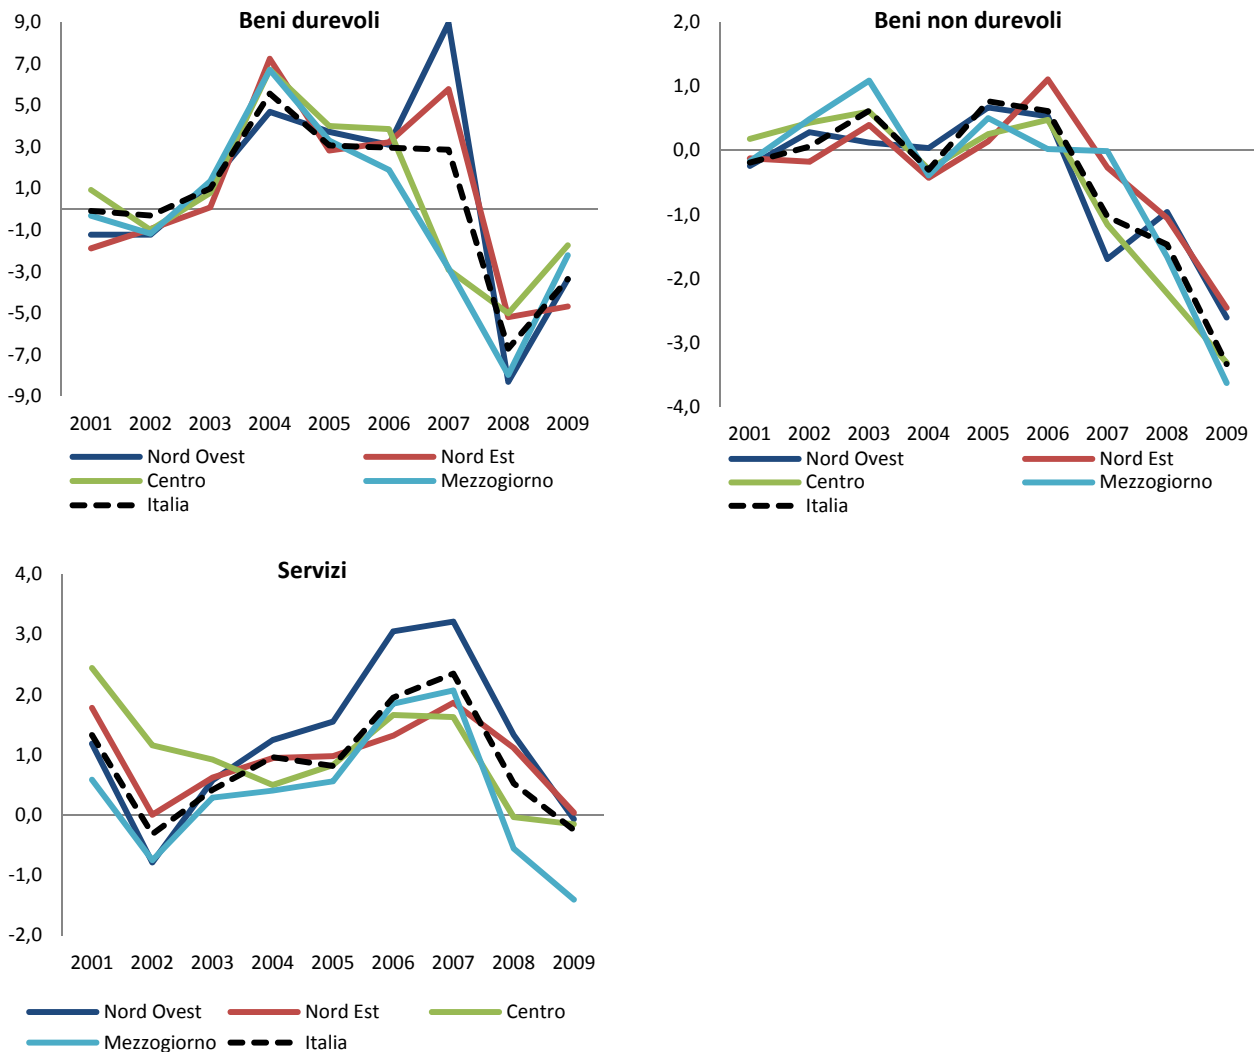 Beni durevoli
9,0
7,0
5,0
3,0
1,0
-1,0
-3,0
-5,0
-7,0
-9,0
2001 2002 2003 2004 2005 2006 2007 2008 2009
Nord Ovest Nord Est
Centro Mezzogiorno
Italia
Beni non durevoli
2,0
1,0
0,0
-1,0
-2,0
-3,0
-4,0
2001 2002 2003 2004 2005 2006 2007 2008 2009
Nord Ovest Nord Est
Centro Mezzogiorno
Italia
Servizi
4,0
3,0
2,0
1,0
0,0
-1,0
-2,0
2001 2002 2003 2004 2005 2006 2007 2008 2009
Nord Ovest Nord Est Centro
Mezzogiorno Italia